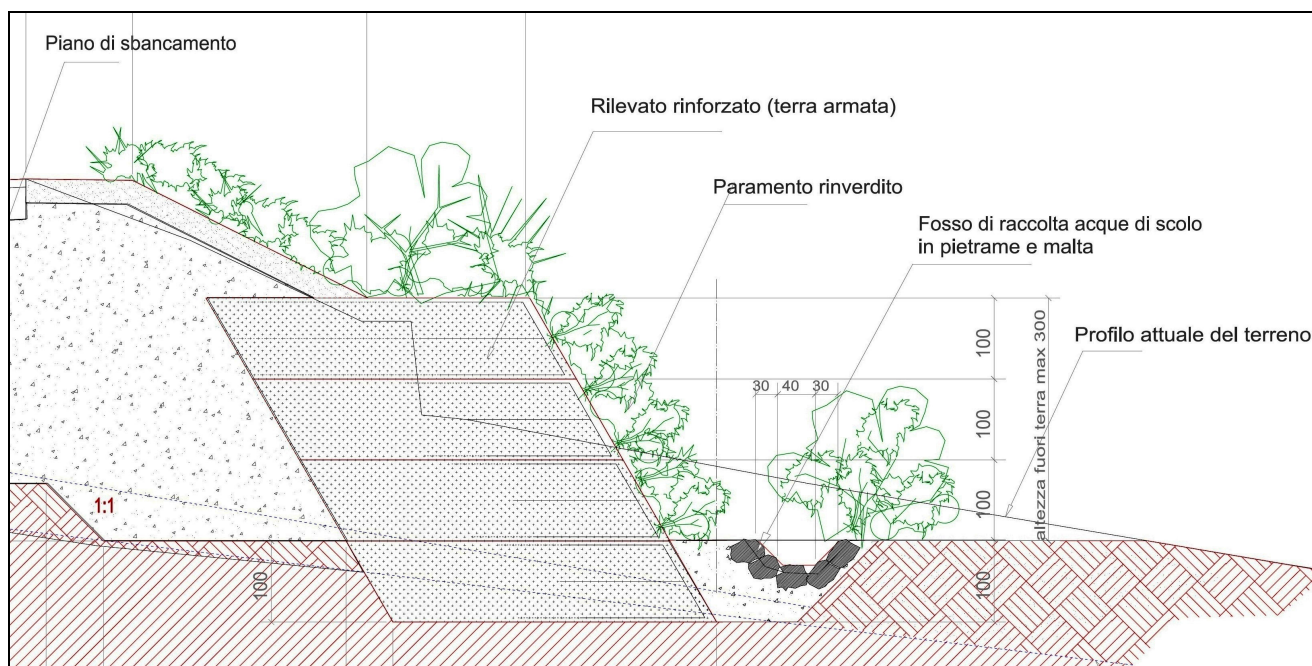 Piano di sbancamento
Rilevato rinforzato (terra armata)
Paramento rinverdito
Fosso di raccolta acque di scolo
in pietrame e malta
Profilo attuale del terreno
30 40 30
100
100
100
100
altezza fuori terra max 300
1:1
100